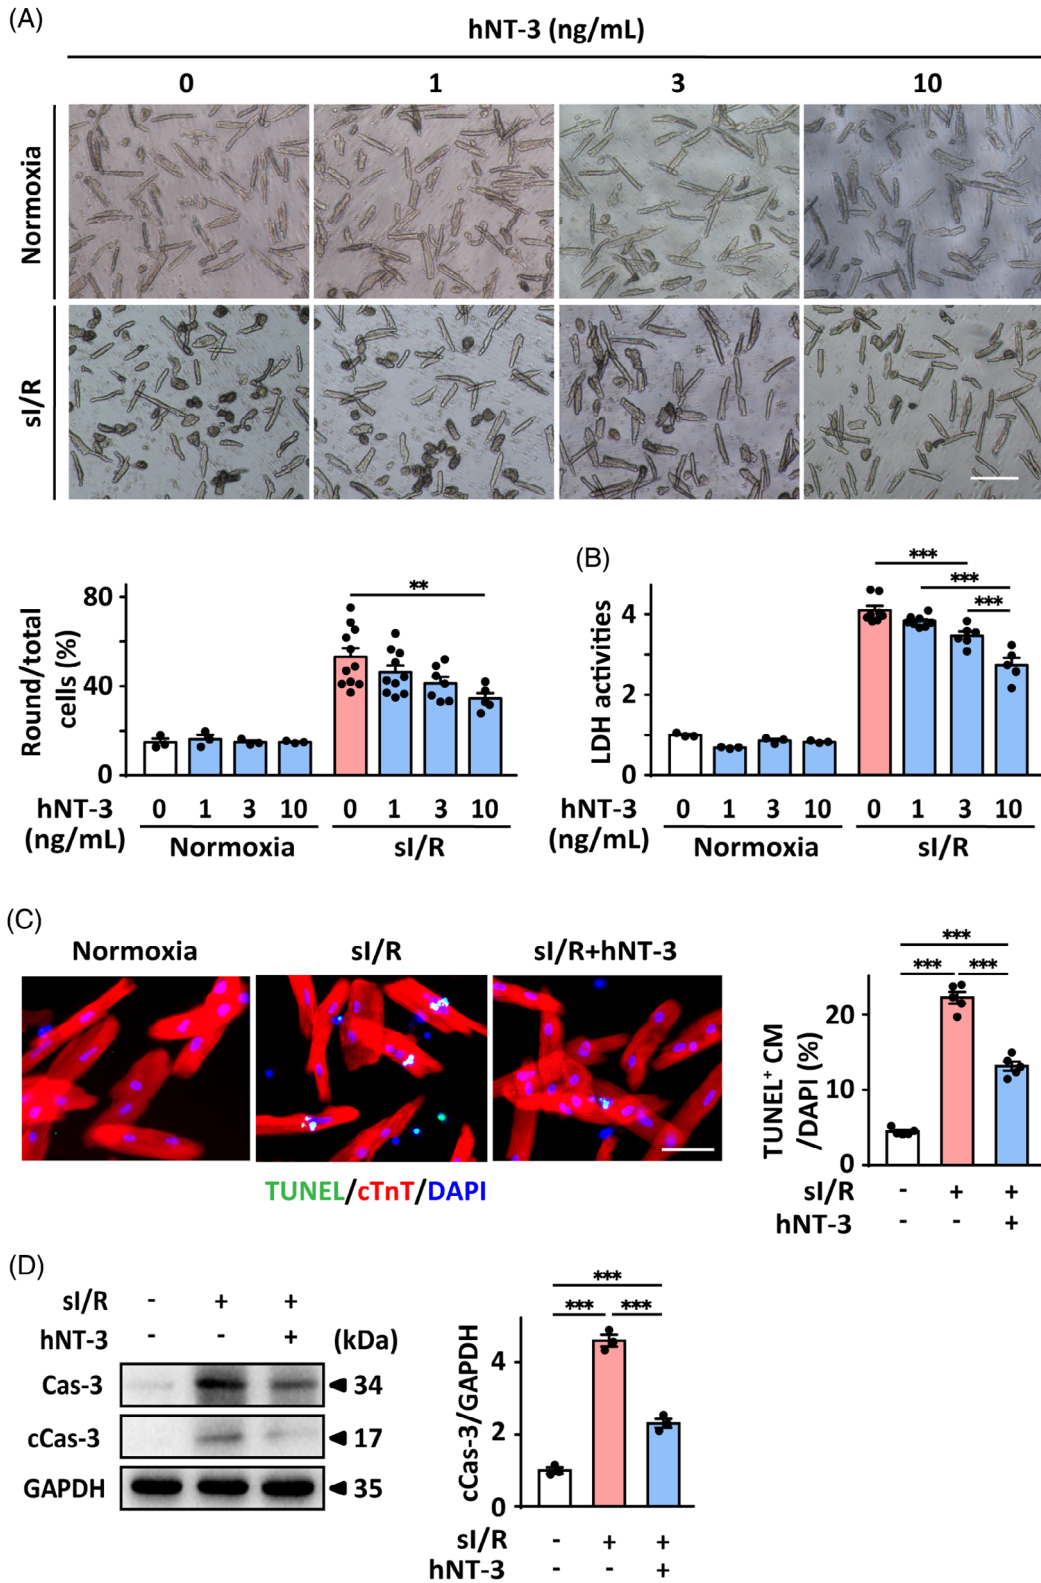 (A)
hNT-3 (ng/mL)
0 1 3 10
Normoxia
sI/R
Round/total
cells (%)
80
40
0
**
hNT-3
(ng/mL)
0 1 3 10 0 1 3 10
Normoxia sI/R
(B)
LDH activities
4
2
0
***
***
***
hNT-3
(ng/mL)
0 1 3 10 0 1 3 10
Normoxia sI/R
(C)
Normoxia sI/R sI/R+hNT-3
TUNEL/cTnT/DAPI
TUNEL⁺ CM
/DAPI (%)
20
10
0
***
*** ***
sI/R - + +
hNT-3 - - +
(D)
sI/R - + +
hNT-3 - - + (kDa)
Cas-3 34
cCas-3 17
GAPDH 35
cCas-3/GAPDH
4
2
0
***
*** ***
sI/R - + +
hNT-3 - - +